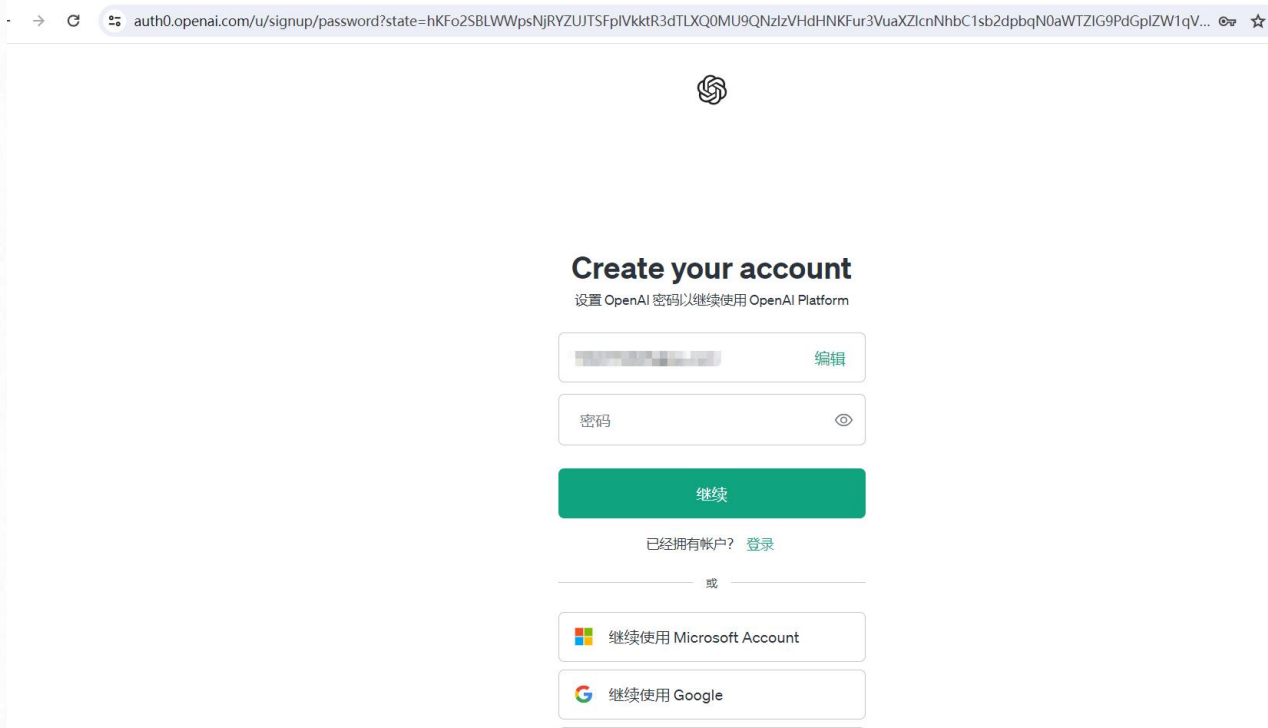 auth0.openai.com/u/signup/password?state=hKFo2SBLWWpsNjRYZUJTSFplVkktR3dTLXQ0MU9QNzlzVHdHNKFur3VuaXZlcnNhbC1sb2dpbqN0aWTZIG9PdGplZW1qV...
Create your account
设置 OpenAI 密码以继续使用 OpenAI Platform
编辑
密码
继续
已经拥有帐户? 登录
或
继续使用 Microsoft Account
继续使用 Google